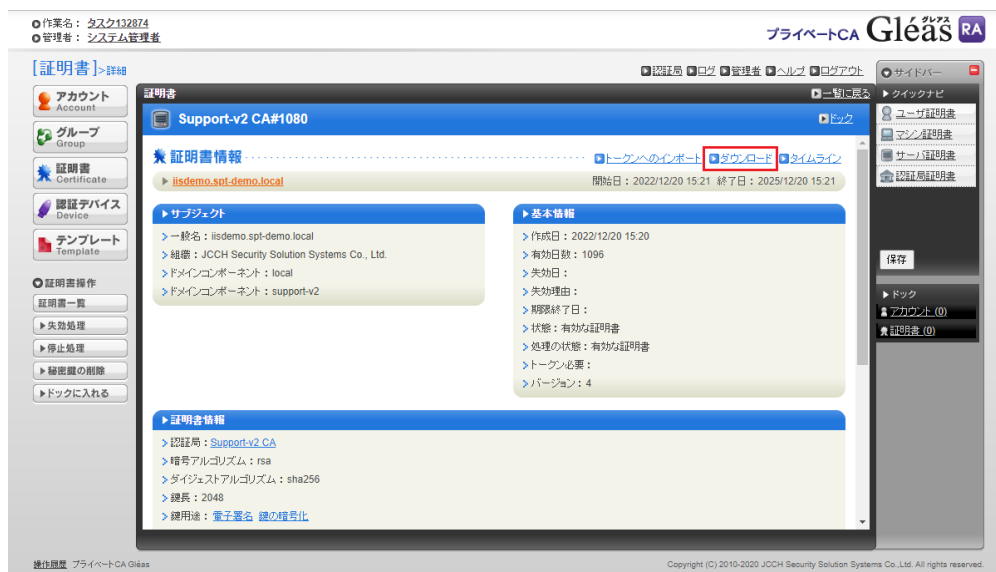 作業名： タスク132874
管理者： システム管理者
プライベートCA Gléas グレアス RA
[証明書]>詳細
認証局 ログ 管理者 ヘルプ ログアウト
アカウント
Account
グループ
Group
証明書
Certificate
認証デバイス
Device
テンプレート
Template
証明書操作
証明書一覧
失効処理
停止処理
秘密鍵の削除
ドックに入れる
証明書
一覧に戻る
Support-v2 CA#1080
ドック
証明書情報
トークンへのインポート ダウンロード タイムライン
iisdemo.spt-demo.local
開始日：2022/12/20 15:21 終了日：2025/12/20 15:21
サブジェクト
一般名：iisdemo.spt-demo.local
組織：JCCH Security Solution Systems Co., Ltd.
ドメインコンポーネント：local
ドメインコンポーネント：support-v2
基本情報
作成日：2022/12/20 15:20
有効日数：1096
失効日：
失効理由：
期限終了日：
状態：有効な証明書
処理の状態：有効な証明書
トークン必要：
バージョン：4
証明書情報
認証局：Support-v2 CA
暗号アルゴリズム：rsa
ダイジェストアルゴリズム：sha256
鍵長：2048
鍵用途： 電子署名 鍵の暗号化
サイドバー
クイックナビ
ユーザ証明書
マシン証明書
サーバ証明書
認証局証明書
保存
ドック
アカウント (0)
証明書 (0)
操作履歴 プライベートCA Gléas
Copyright (C) 2010-2020 JCCH Security Solution Systems Co.,Ltd. All rights reserved.